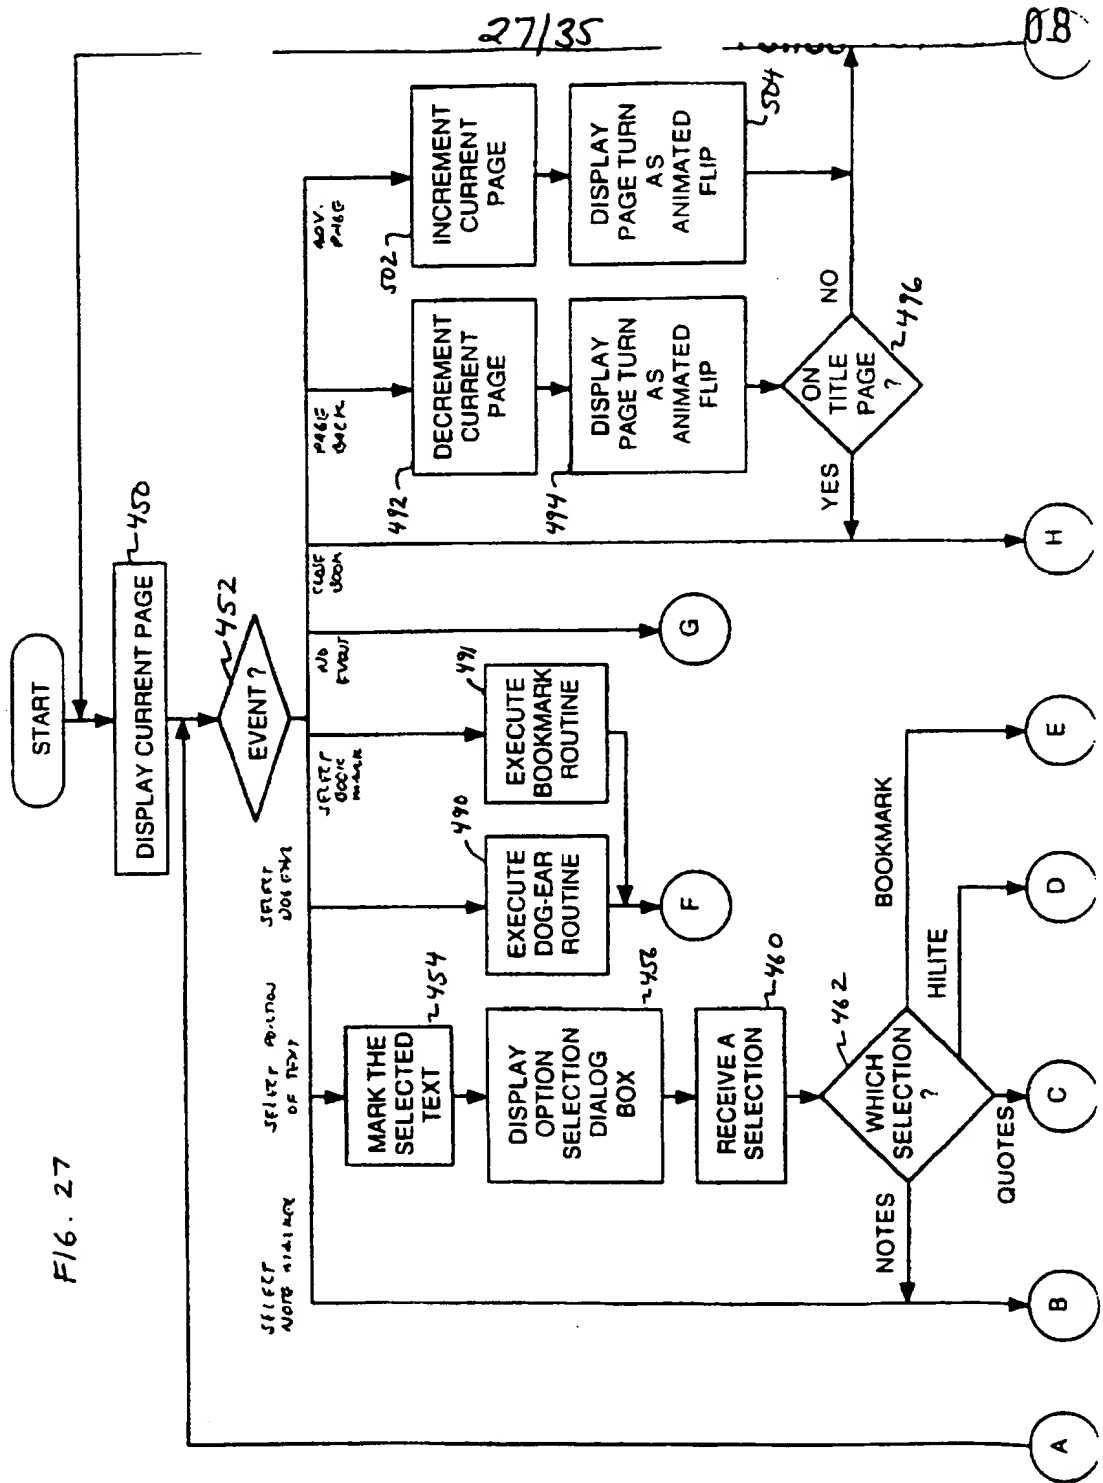 27/35
08
FIG. 27
START
DISPLAY CURRENT PAGE
450
EVENT?
452
SELECT
NOTE MARKER
SELECT PORTION
OF TEXT
SELECT
DOG EAR
SELECT
BOOK
MARK
NO
EVENT
CLOSE
BOOK
PAGE
BACK
ADV.
PAGE
MARK THE
SELECTED
TEXT
454
DISPLAY
OPTION
SELECTION
DIALOG
BOX
456
RECEIVE A
SELECTION
460
WHICH
SELECTION
?
462
NOTES
QUOTES
HILITE
BOOKMARK
490
EXECUTE
DOG-EAR
ROUTINE
491
EXECUTE
BOOKMARK
ROUTINE
492
DECREMENT
CURRENT
PAGE
494
DISPLAY
PAGE TURN
AS
ANIMATED
FLIP
ON
TITLE
PAGE
?
496
YES
NO
502
INCREMENT
CURRENT
PAGE
DISPLAY
PAGE TURN
AS
ANIMATED
FLIP
504
A
B
C
D
E
F
G
H